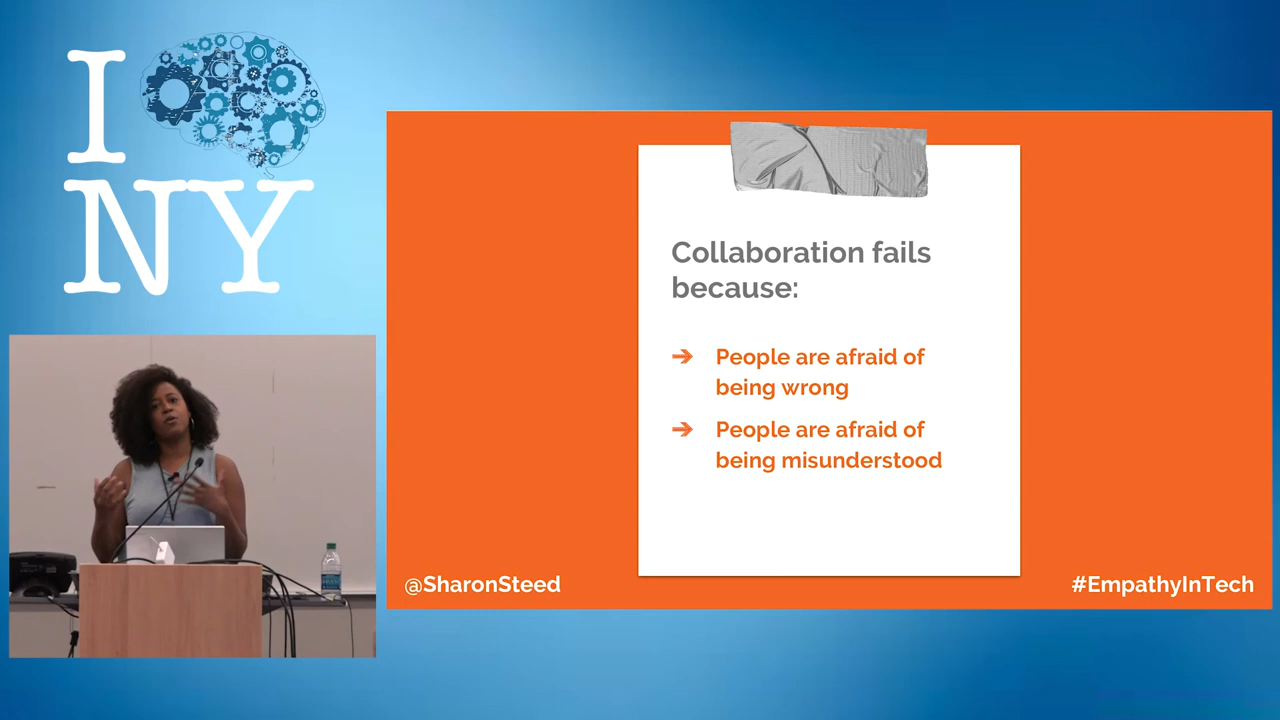 I
NY
Collaboration fails
because:
➔ People are afraid of
being wrong
➔ People are afraid of
being misunderstood
@SharonSteed
#EmpathyInTech